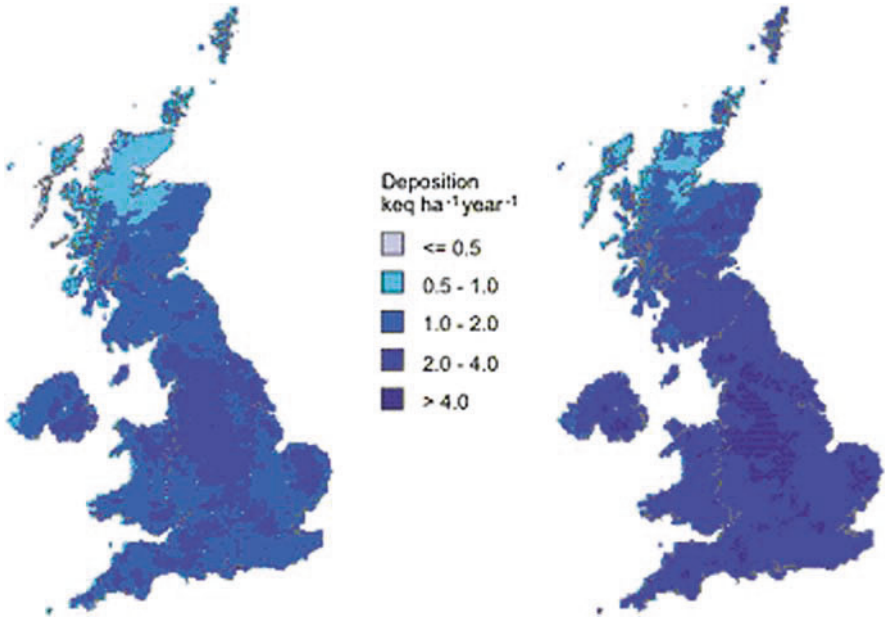 Deposition
keq ha⁻¹ year⁻¹
<= 0.5
0.5 - 1.0
1.0 - 2.0
2.0 - 4.0
> 4.0